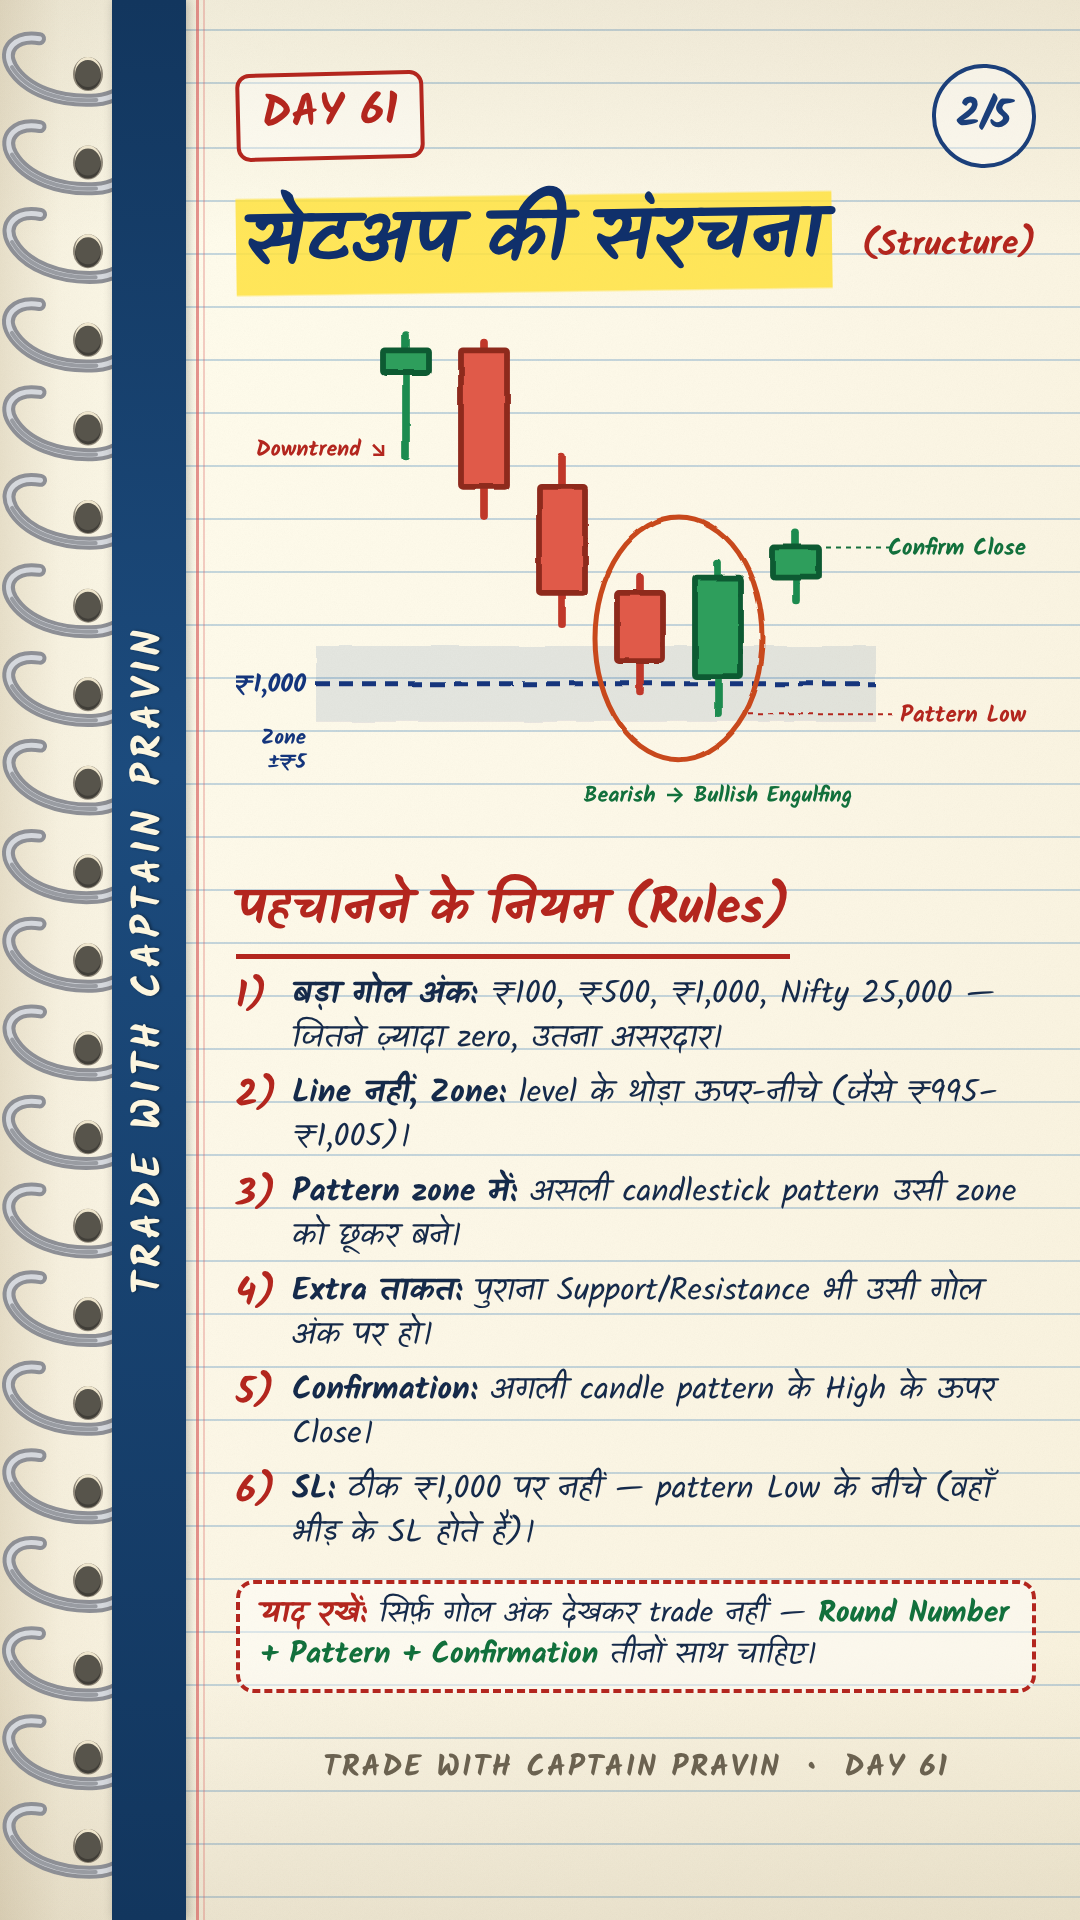 DAY 61
2/5
सेटअप की संरचना (Structure)
Downtrend ↘
Confirm Close
₹1,000
Pattern Low
Zone
±₹5
Bearish → Bullish Engulfing
पहचानने के नियम (Rules)
1) बड़ा गोल अंक: ₹100, ₹500, ₹1,000, Nifty 25,000 —
जितने ज़्यादा zero, उतना असरदार।
2) Line नहीं, Zone: level के थोड़ा ऊपर-नीचे (जैसे ₹995–
₹1,005)।
3) Pattern zone में: असली candlestick pattern उसी zone
को छूकर बने।
4) Extra ताकत: पुराना Support/Resistance भी उसी गोल
अंक पर हो।
5) Confirmation: अगली candle pattern के High के ऊपर
Close।
6) SL: ठीक ₹1,000 पर नहीं — pattern Low के नीचे (वहाँ
भीड़ के SL होते हैं)।
याद रखें: सिर्फ़ गोल अंक देखकर trade नहीं — Round Number
+ Pattern + Confirmation तीनों साथ चाहिए।
TRADE WITH CAPTAIN PRAVIN · DAY 61
TRADE WITH CAPTAIN PRAVIN